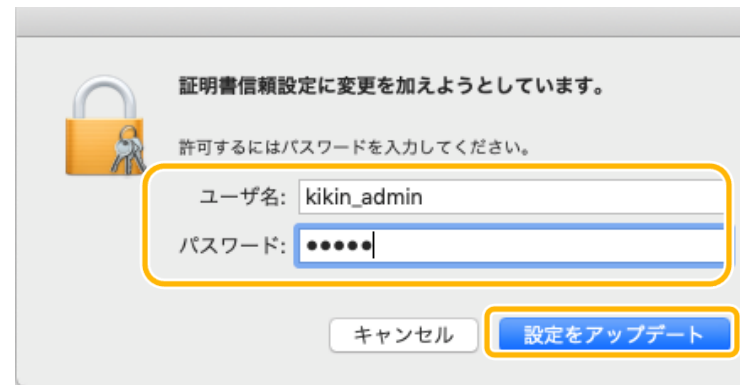 証明書信頼設定に変更を加えようとしています。
許可するにはパスワードを入力してください。
ユーザ名: kikin_admin
パスワード: •••••
キャンセル 設定をアップデート